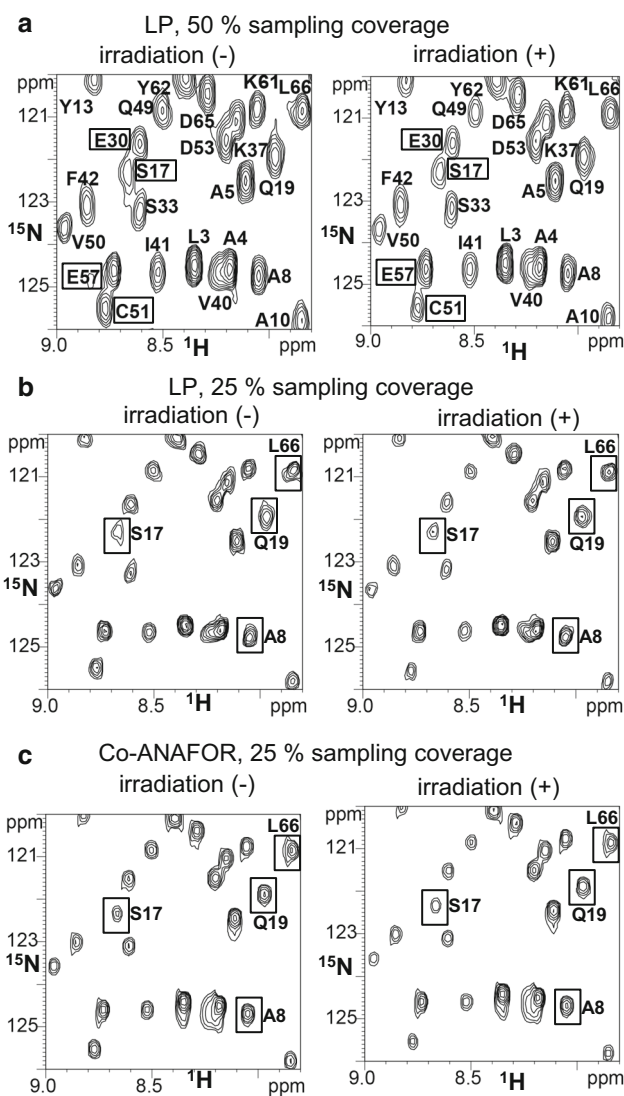 a LP, 50 % sampling coverage
irradiation (-) irradiation (+)
ppm ppm
121 121
Y13 Y62 Q49 K61 L66 Y13 Y62 Q49 K61 L66
E30 D65 E30 D65
D53 K37 D53 K37
S17 Q19 S17 Q19
A5 A5
123 F42 123 F42
S33 S33
15N V50 15N V50
I41 L3 A4 I41 L3 A4
125 E57 A8 125 E57 A8
V40 V40
C51 A10 C51 A10
9.0 8.5 ppm 9.0 8.5 ppm
1H 1H
b LP, 25 % sampling coverage
irradiation (-) irradiation (+)
ppm L66 ppm L66
121 121
S17 Q19 S17 Q19
123 123
15N 15N
125 A8 125 A8
9.0 8.5 ppm 9.0 8.5 ppm
1H 1H
c Co-ANAFOR, 25 % sampling coverage
irradiation (-) irradiation (+)
ppm L66 ppm L66
121 121
S17 Q19 S17 Q19
123 123
15N 15N
125 A8 125 A8
9.0 8.5 ppm 9.0 8.5 ppm
1H 1H